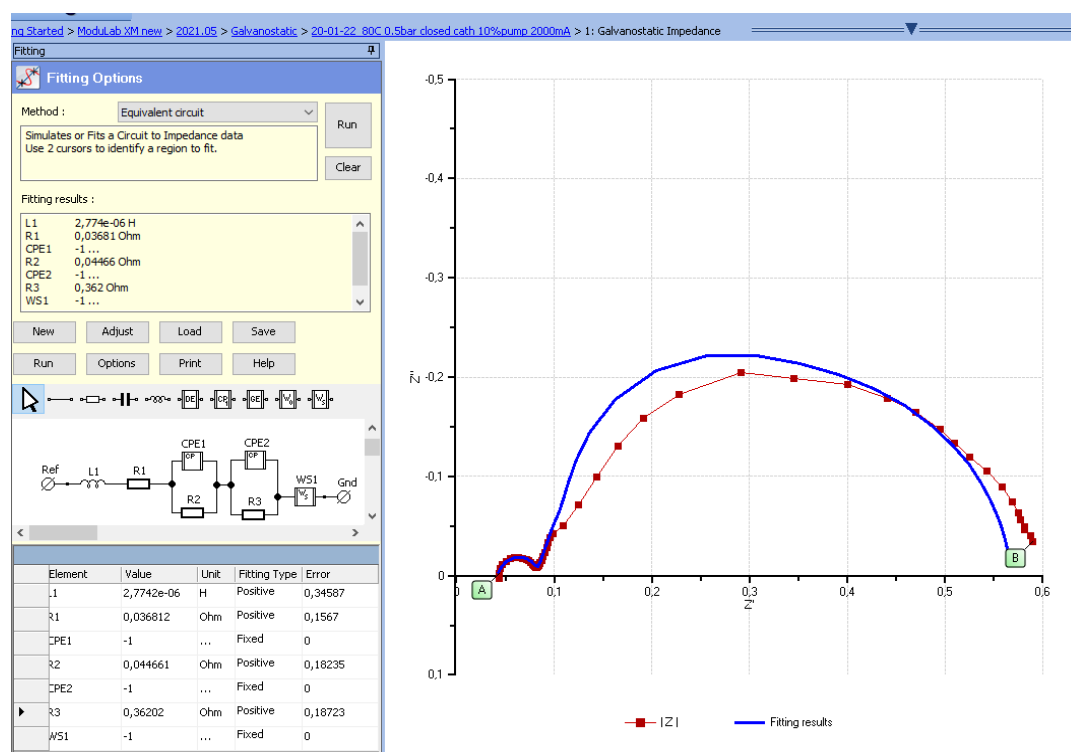 ng Started > ModuLab XM new > 2021.05 > Galvanostatic > 20-01-22 80C 0.5bar closed cath 10%pump 2000mA > 1: Galvanostatic Impedance
Fitting
Fitting Options
Method : Equivalent circuit
Run
Simulates or Fits a Circuit to Impedance data
Use 2 cursors to identify a region to fit.
Clear
Fitting results :
L1 2,774e-06 H
R1 0,03681 Ohm
CPE1 -1 ...
R2 0,04466 Ohm
CPE2 -1 ...
R3 0,362 Ohm
WS1 -1 ...
New Adjust Load Save
Run Options Print Help
DE CP GE W W
CPE1 CPE2
CP CP
Ref L1 R1 WS1 Gnd
Ws
R2 R3
Element Value Unit Fitting Type Error
L1 2,7742e-06 H Positive 0,34587
R1 0,036812 Ohm Positive 0,1567
CPE1 -1 ... Fixed 0
R2 0,044661 Ohm Positive 0,18235
CPE2 -1 ... Fixed 0
R3 0,36202 Ohm Positive 0,18723
WS1 -1 ... Fixed 0
-0,5
-0,4
-0,3
-0,2
-0,1
0
0,1
Z''
A
B
0 0,1 0,2 0,3 0,4 0,5 0,6
Z'
|Z| Fitting results